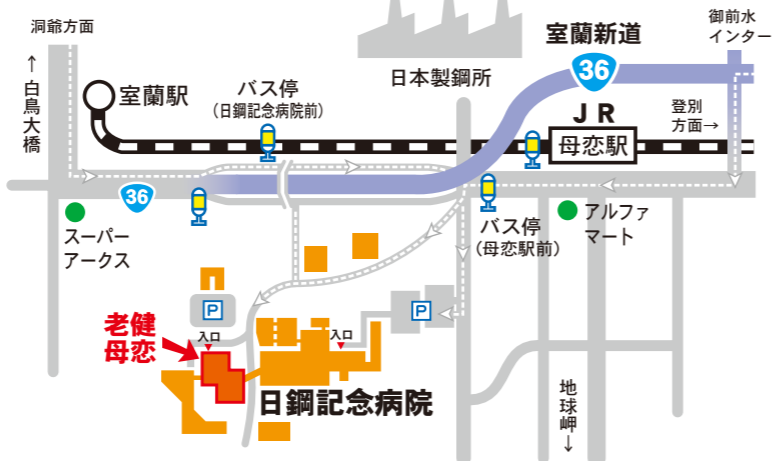 洞爺方面
↑白鳥大橋
室蘭駅
バス停
(日鋼記念病院前)
日本製鋼所
室蘭新道
36
御前水
インター
JR
母恋駅
登別
方面→
36
スーパー
アークス
バス停
(母恋駅前)
アルファ
マート
P
P
老健
母恋
入口
入口
日鋼記念病院
地球岬↓